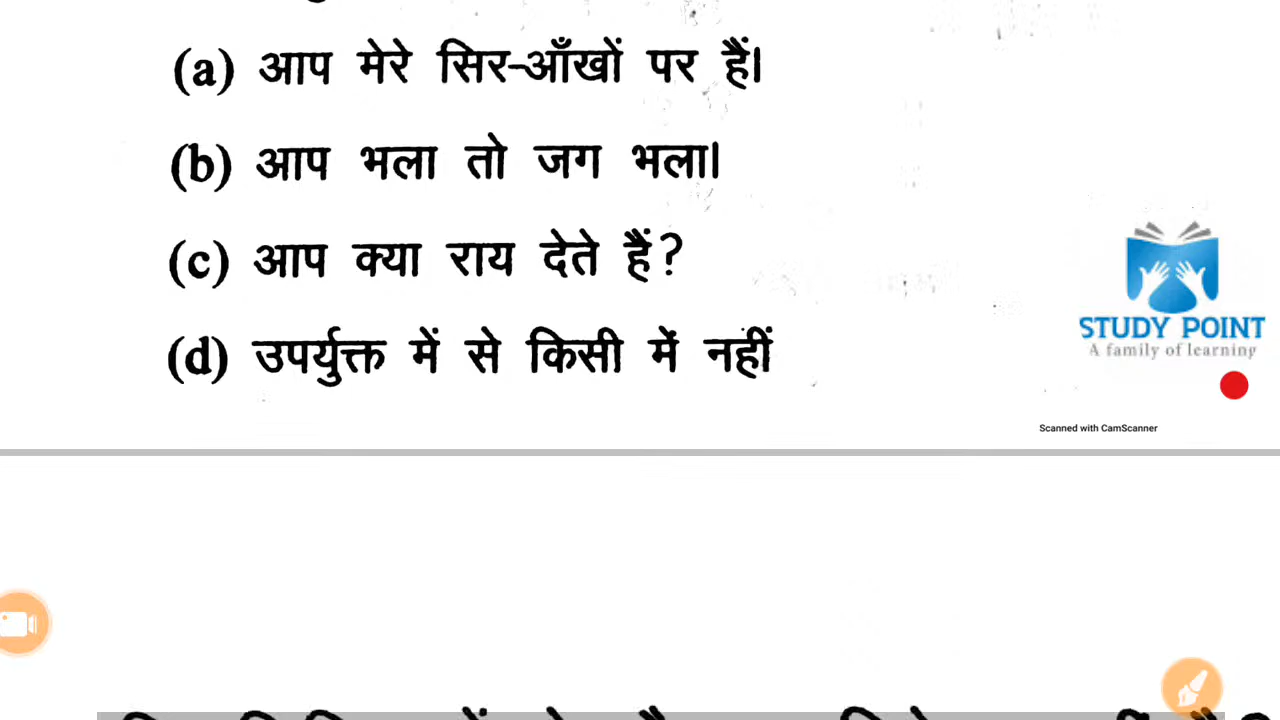 (a) आप मेरे सिर-आँखों पर हैं।
(b) आप भला तो जग भला।
(c) आप क्या राय देते हैं?
(d) उपर्युक्त में से किसी में नहीं
STUDY POINT
A family of learning
Scanned with CamScanner